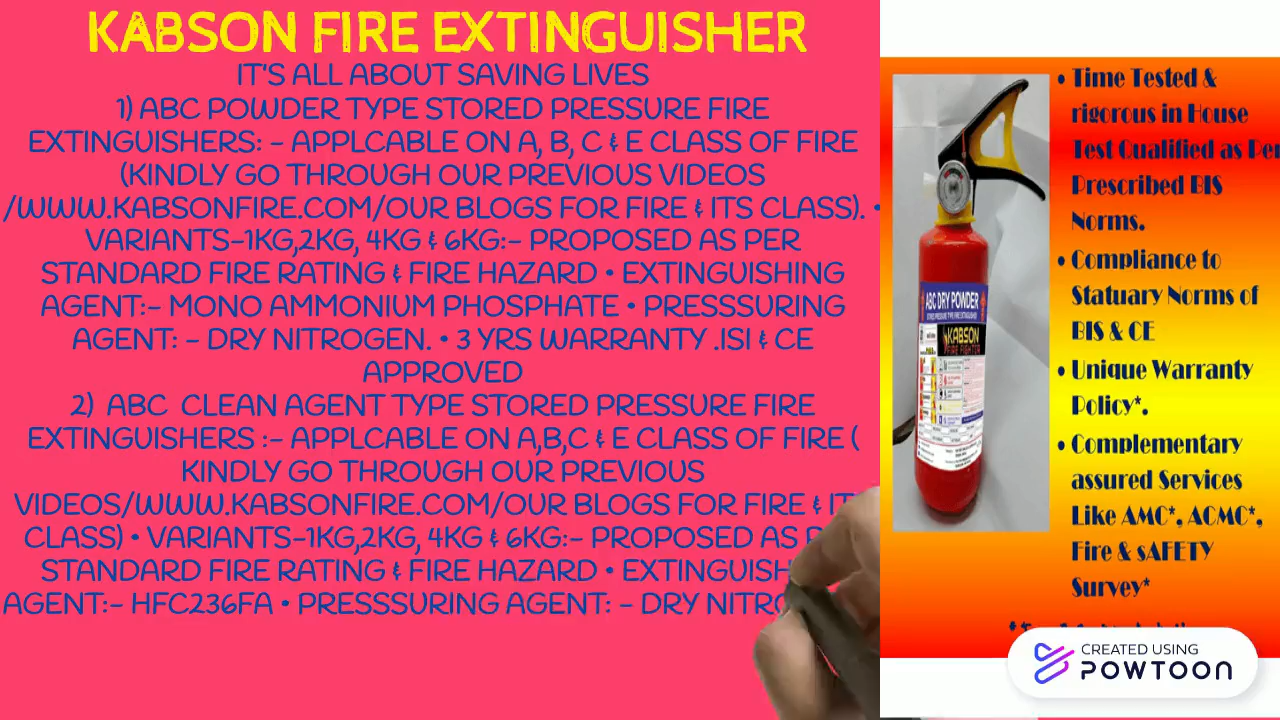 KABSON FIRE EXTINGUISHER
IT'S ALL ABOUT SAVING LIVES
1) ABC POWDER TYPE STORED PRESSURE FIRE
EXTINGUISHERS: - APPLCABLE ON A, B, C & E CLASS OF FIRE
(KINDLY GO THROUGH OUR PREVIOUS VIDEOS
/WWW.KABSONFIRE.COM/OUR BLOGS FOR FIRE & ITS CLASS). •
VARIANTS-1KG,2KG, 4KG & 6KG:- PROPOSED AS PER
STANDARD FIRE RATING & FIRE HAZARD • EXTINGUISHING
AGENT:- MONO AMMONIUM PHOSPHATE • PRESSSURING
AGENT: - DRY NITROGEN. • 3 YRS WARRANTY .ISI & CE
APPROVED
2) ABC CLEAN AGENT TYPE STORED PRESSURE FIRE
EXTINGUISHERS :- APPLCABLE ON A,B,C & E CLASS OF FIRE (
KINDLY GO THROUGH OUR PREVIOUS
VIDEOS/WWW.KABSONFIRE.COM/OUR BLOGS FOR FIRE & IT
CLASS) • VARIANTS-1KG,2KG, 4KG & 6KG:- PROPOSED AS P
STANDARD FIRE RATING & FIRE HAZARD • EXTINGUISH
AGENT:- HFC236FA • PRESSSURING AGENT: - DRY NITRO
• Time Tested &
rigorous in House
Test Qualified as Per
Prescribed BIS
Norms.
• Compliance to
Statuary Norms of
BIS & CE
• Unique Warranty
Policy*.
• Complementary
assured Services
Like AMC*, ACMC*,
Fire & sAFETY
Survey*
ABC DRY POWDER
STORED PRESSURE TYPE FIRE EXTINGUISHER
KABSON
FIRE FIGHTER
CREATED USING
POWTOON